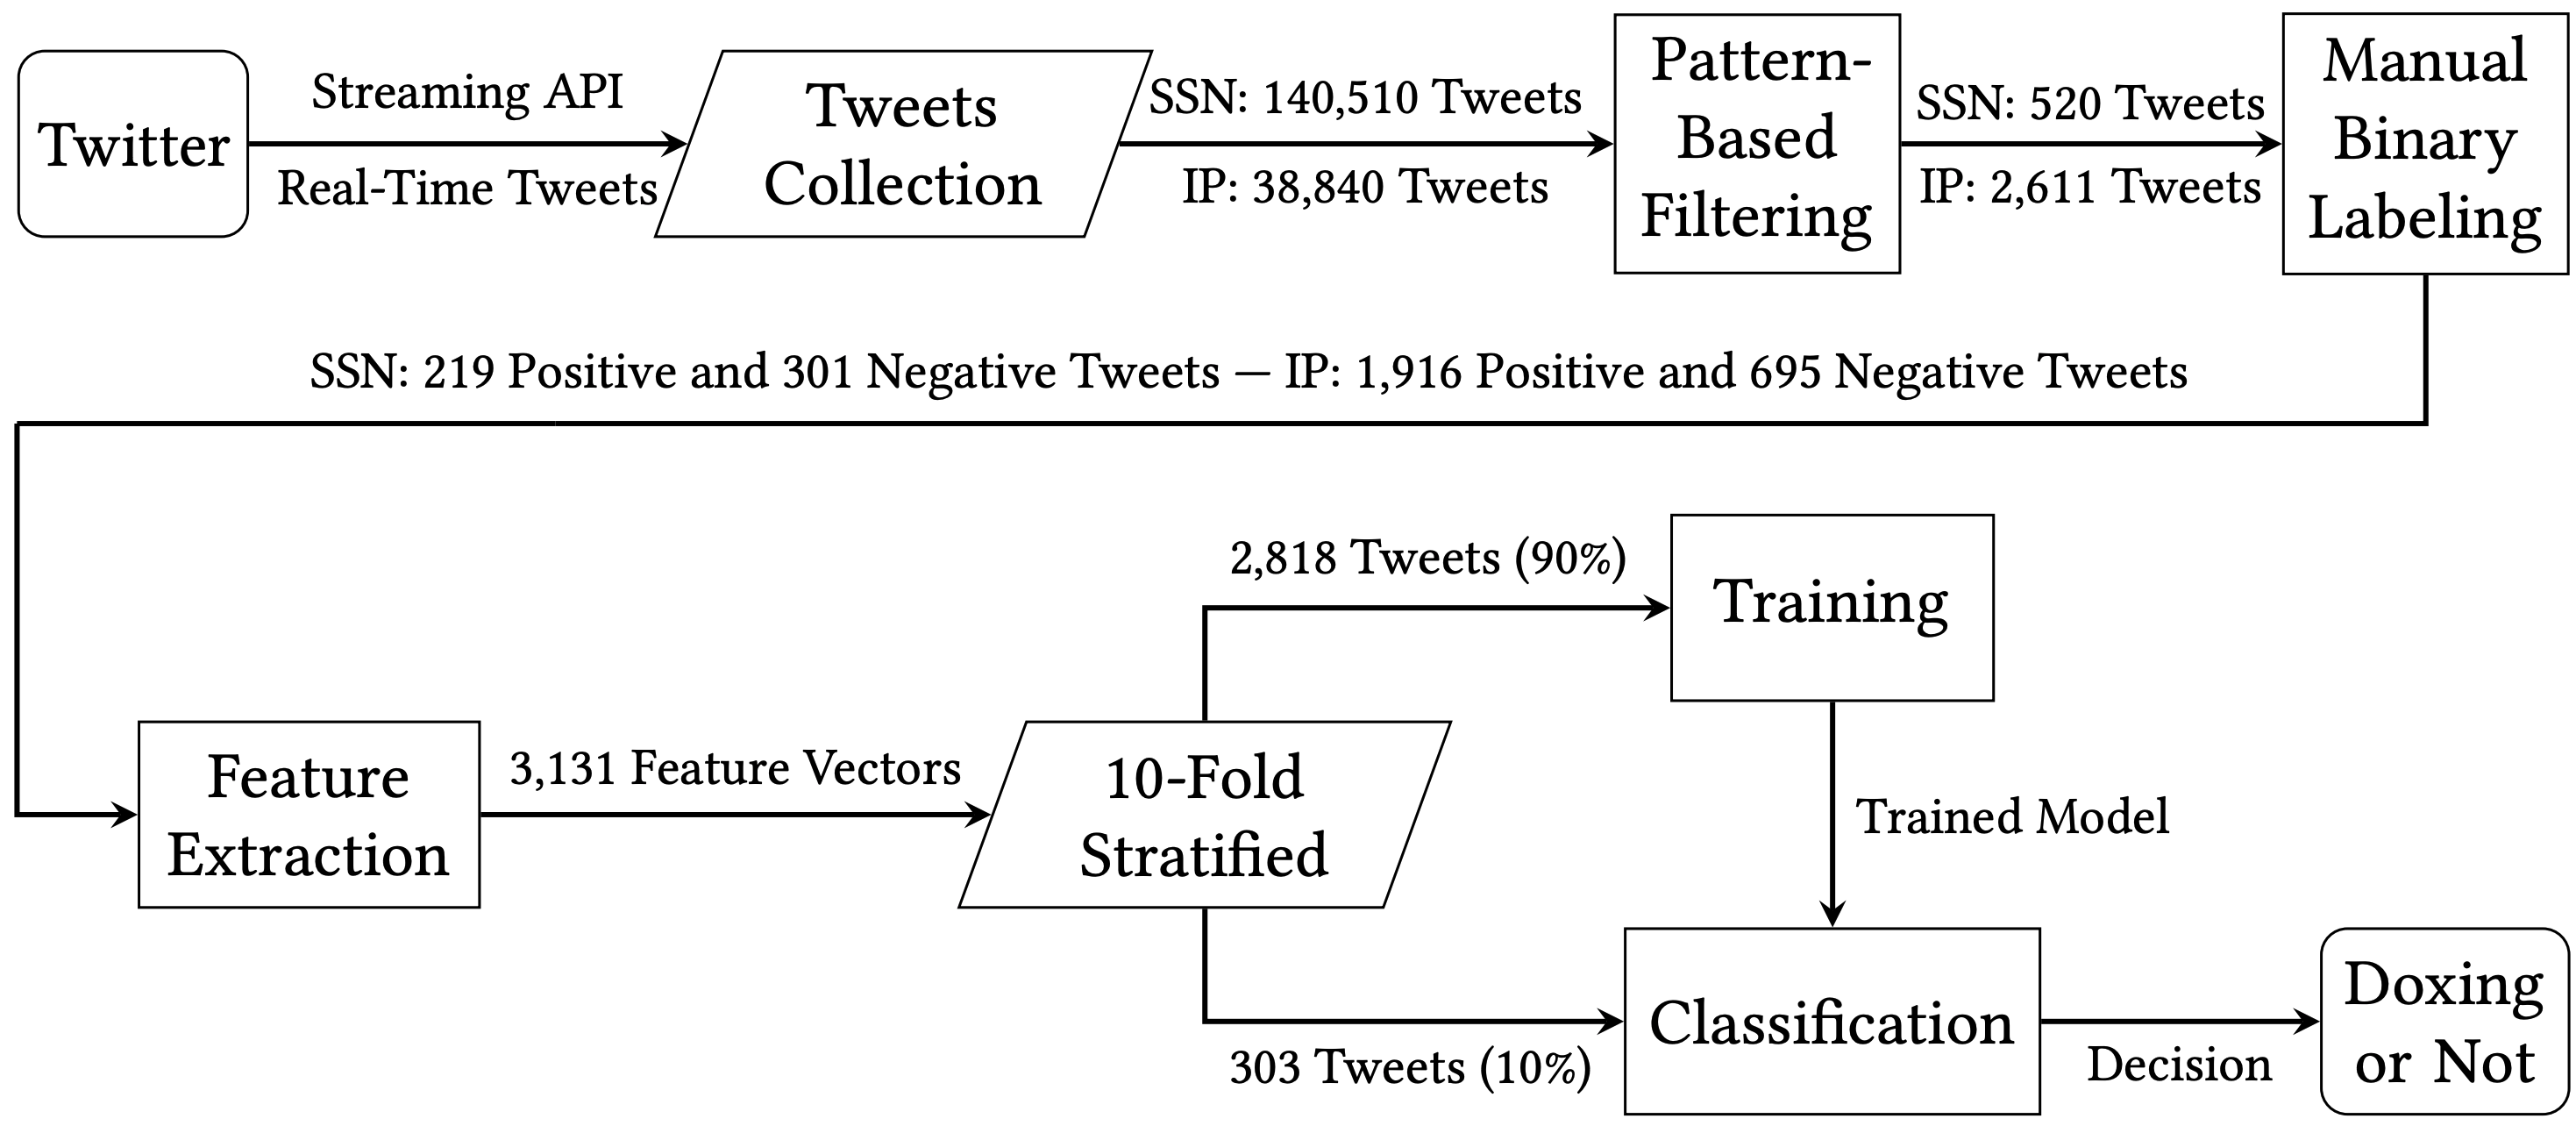 Twitter
Streaming API
Real-Time Tweets
Tweets
Collection
SSN: 140,510 Tweets
IP: 38,840 Tweets
Pattern-
Based
Filtering
SSN: 520 Tweets
IP: 2,611 Tweets
Manual
Binary
Labeling
SSN: 219 Positive and 301 Negative Tweets — IP: 1,916 Positive and 695 Negative Tweets
Feature
Extraction
3,131 Feature Vectors
10-Fold
Stratified
2,818 Tweets (90%)
Training
Trained Model
303 Tweets (10%)
Classification
Decision
Doxing
or Not